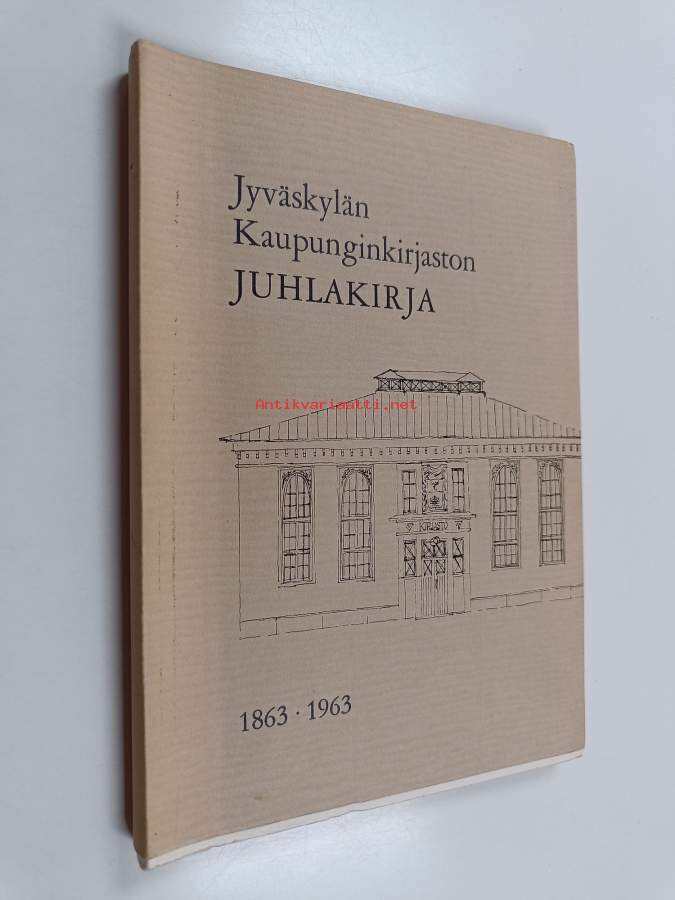 Jyväskylän
Kaupunginkirjaston
JUHLAKIRJA
Antikvariaatti.net
KIRJASTO
1863 · 1963